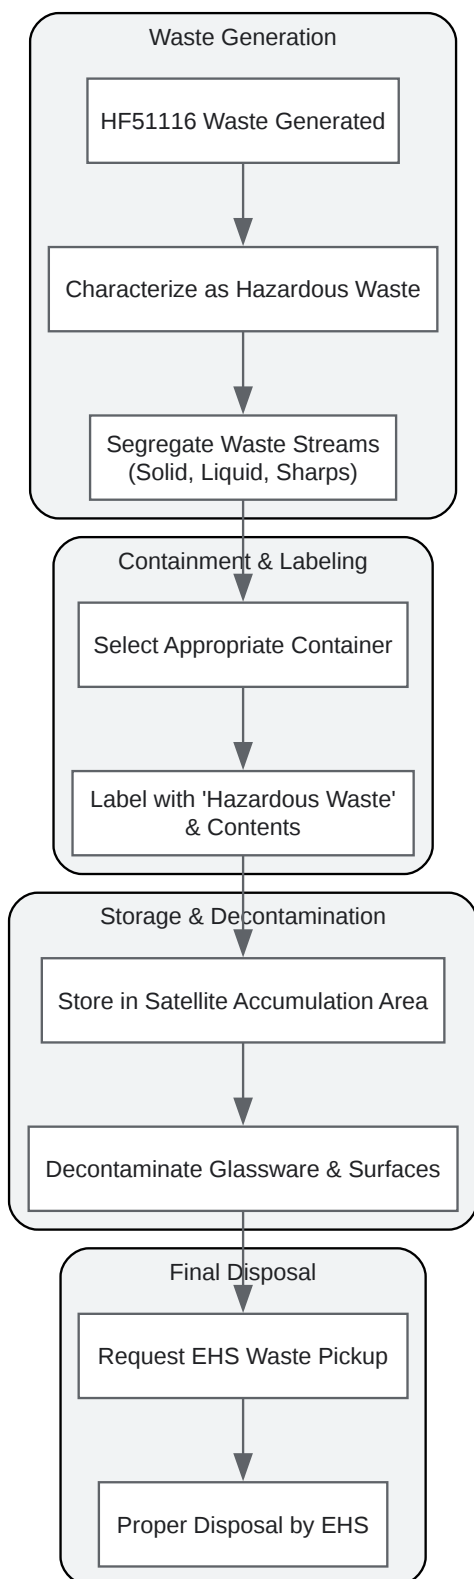 Waste Generation
HF51116 Waste Generated
Characterize as Hazardous Waste
Segregate Waste Streams
(Solid, Liquid, Sharps)
Containment & Labeling
Select Appropriate Container
Label with 'Hazardous Waste'
& Contents
Storage & Decontamination
Store in Satellite Accumulation Area
Decontaminate Glassware & Surfaces
Final Disposal
Request EHS Waste Pickup
Proper Disposal by EHS